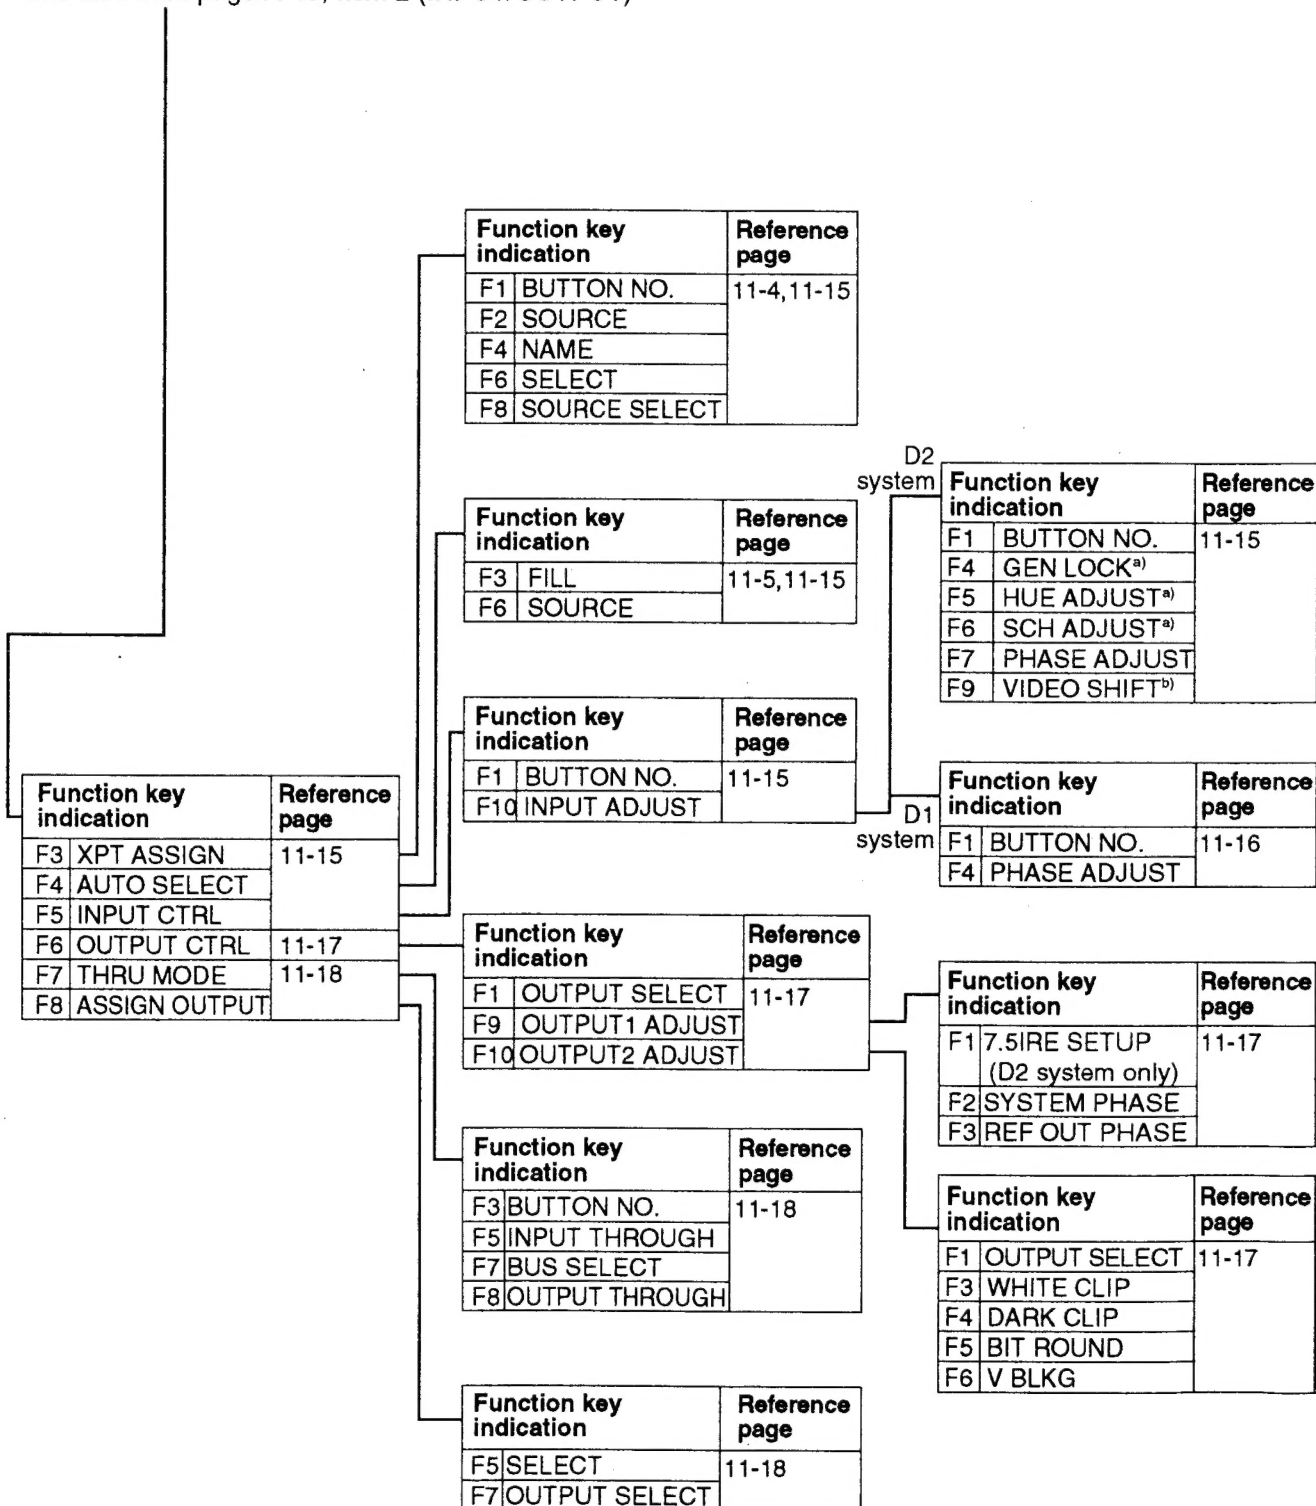 Function key indication Reference page
F1 BUTTON NO. 11-4,11-15
F2 SOURCE
F4 NAME
F6 SELECT
F8 SOURCE SELECT
D2 system
Function key indication Reference page
F1 BUTTON NO. 11-15
F4 GEN LOCKa)
F5 HUE ADJUSTa)
F6 SCH ADJUSTa)
F7 PHASE ADJUST
F9 VIDEO SHIFTb)
Function key indication Reference page
F3 FILL 11-5,11-15
F6 SOURCE
Function key indication Reference page
F1 BUTTON NO. 11-15
F10 INPUT ADJUST
D1 system
Function key indication Reference page
F1 BUTTON NO. 11-16
F4 PHASE ADJUST
Function key indication Reference page
F3 XPT ASSIGN 11-15
F4 AUTO SELECT
F5 INPUT CTRL
F6 OUTPUT CTRL 11-17
F7 THRU MODE 11-18
F8 ASSIGN OUTPUT
Function key indication Reference page
F1 OUTPUT SELECT 11-17
F9 OUTPUT1 ADJUST
F10 OUTPUT2 ADJUST
Function key indication Reference page
F1 7.5IRE SETUP 11-17
(D2 system only)
F2 SYSTEM PHASE
F3 REF OUT PHASE
Function key indication Reference page
F3 BUTTON NO. 11-18
F5 INPUT THROUGH
F7 BUS SELECT
F8 OUTPUT THROUGH
Function key indication Reference page
F1 OUTPUT SELECT 11-17
F3 WHITE CLIP
F4 DARK CLIP
F5 BIT ROUND
F6 V BLKG
Function key indication Reference page
F5 SELECT 11-18
F7 OUTPUT SELECT